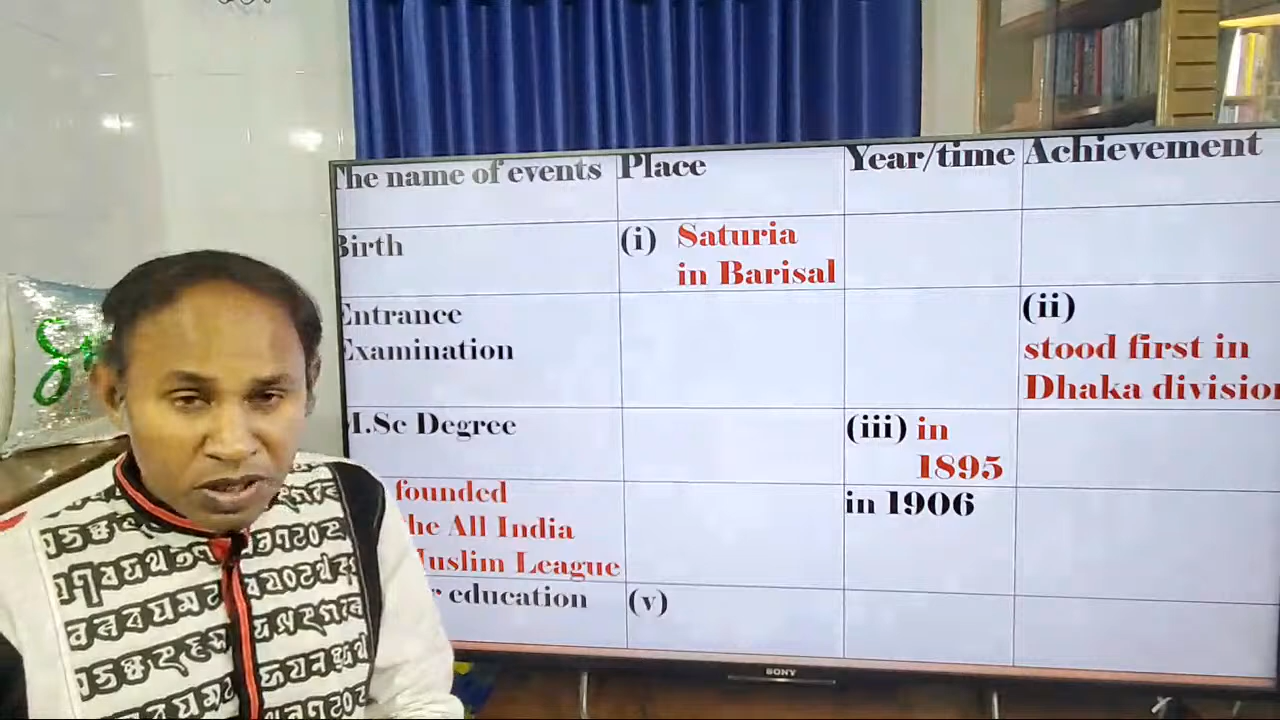 The name of events Place Year/time Achievement
Birth (i) Saturia
in Barisal
Entrance
Examination
(ii)
stood first in
Dhaka division
M.Sc Degree (iii) in
1895
founded
the All India
Muslim League
in 1906
education (v)
SONY